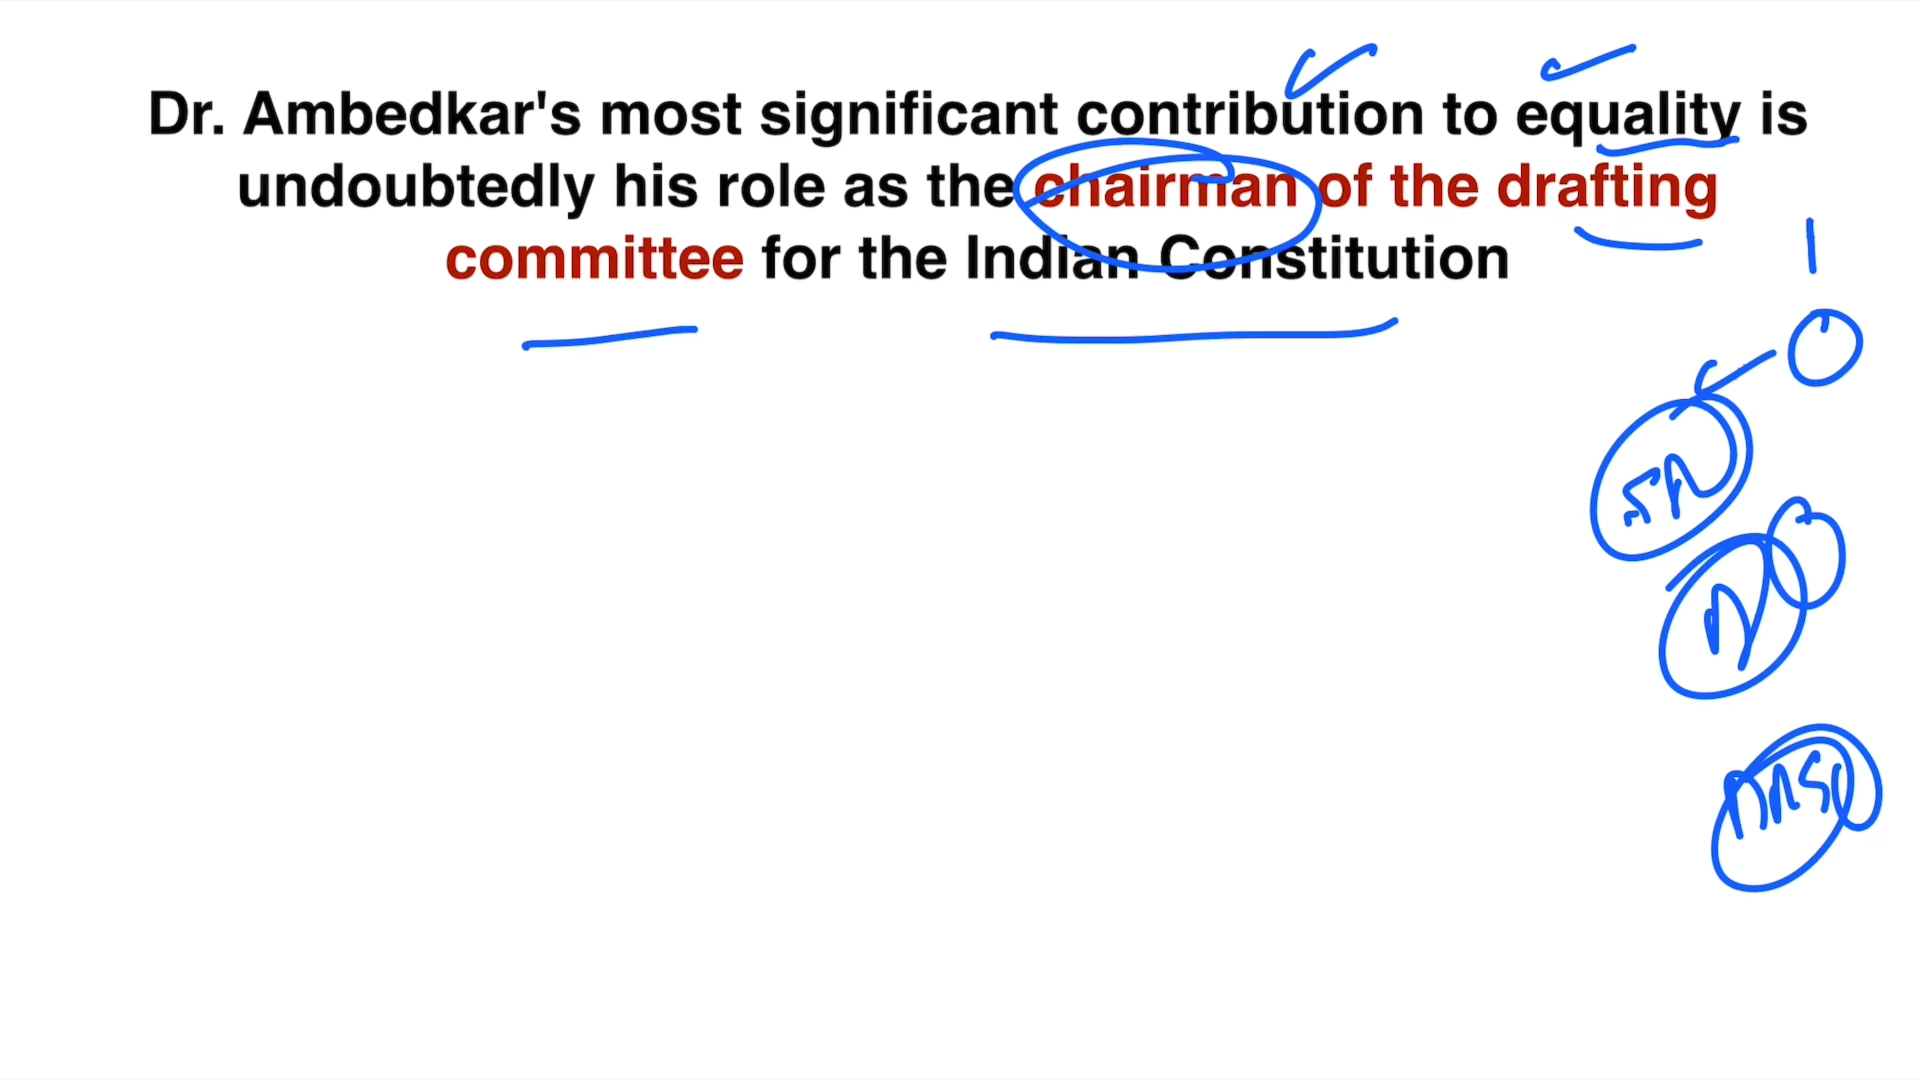 Dr. Ambedkar's most significant contribution to equality is
undoubtedly his role as the chairman of the drafting
committee for the Indian Constitution